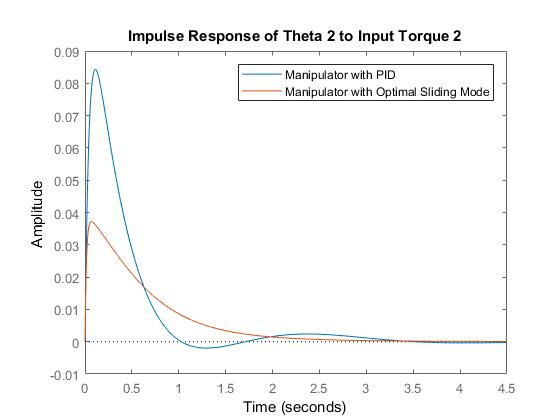 Impulse Response of Theta 2 to Input Torque 2
0.09
0.08
0.07
0.06
0.05
0.04
0.03
0.02
0.01
0
-0.01
Amplitude
Manipulator with PID
Manipulator with Optimal Sliding Mode
0 0.5 1 1.5 2 2.5 3 3.5 4 4.5
Time (seconds)